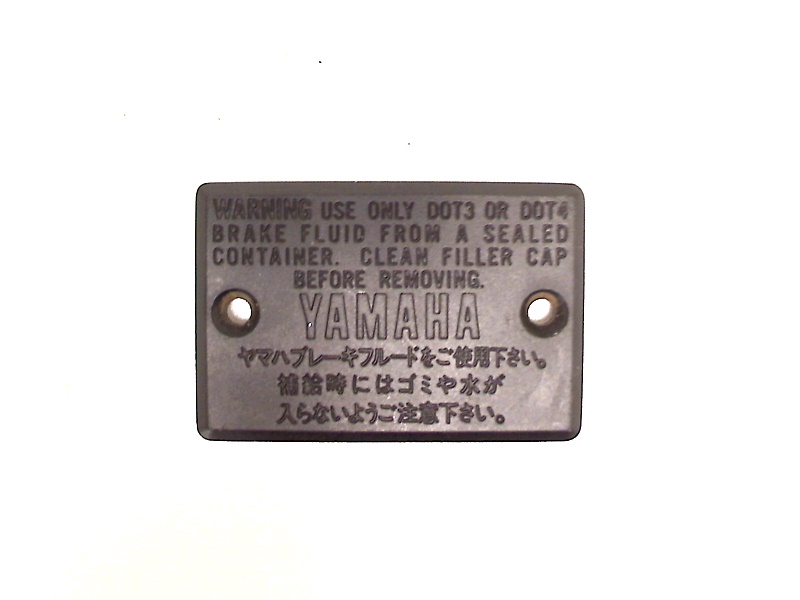 WARNING USE ONLY DOT3 OR DOT4
BRAKE FLUID FROM A SEALED
CONTAINER. CLEAN FILLER CAP
BEFORE REMOVING.
YAMAHA
ヤマハブレーキフルードをご使用下さい。
補給時にはゴミや水が
入らないようご注意下さい。